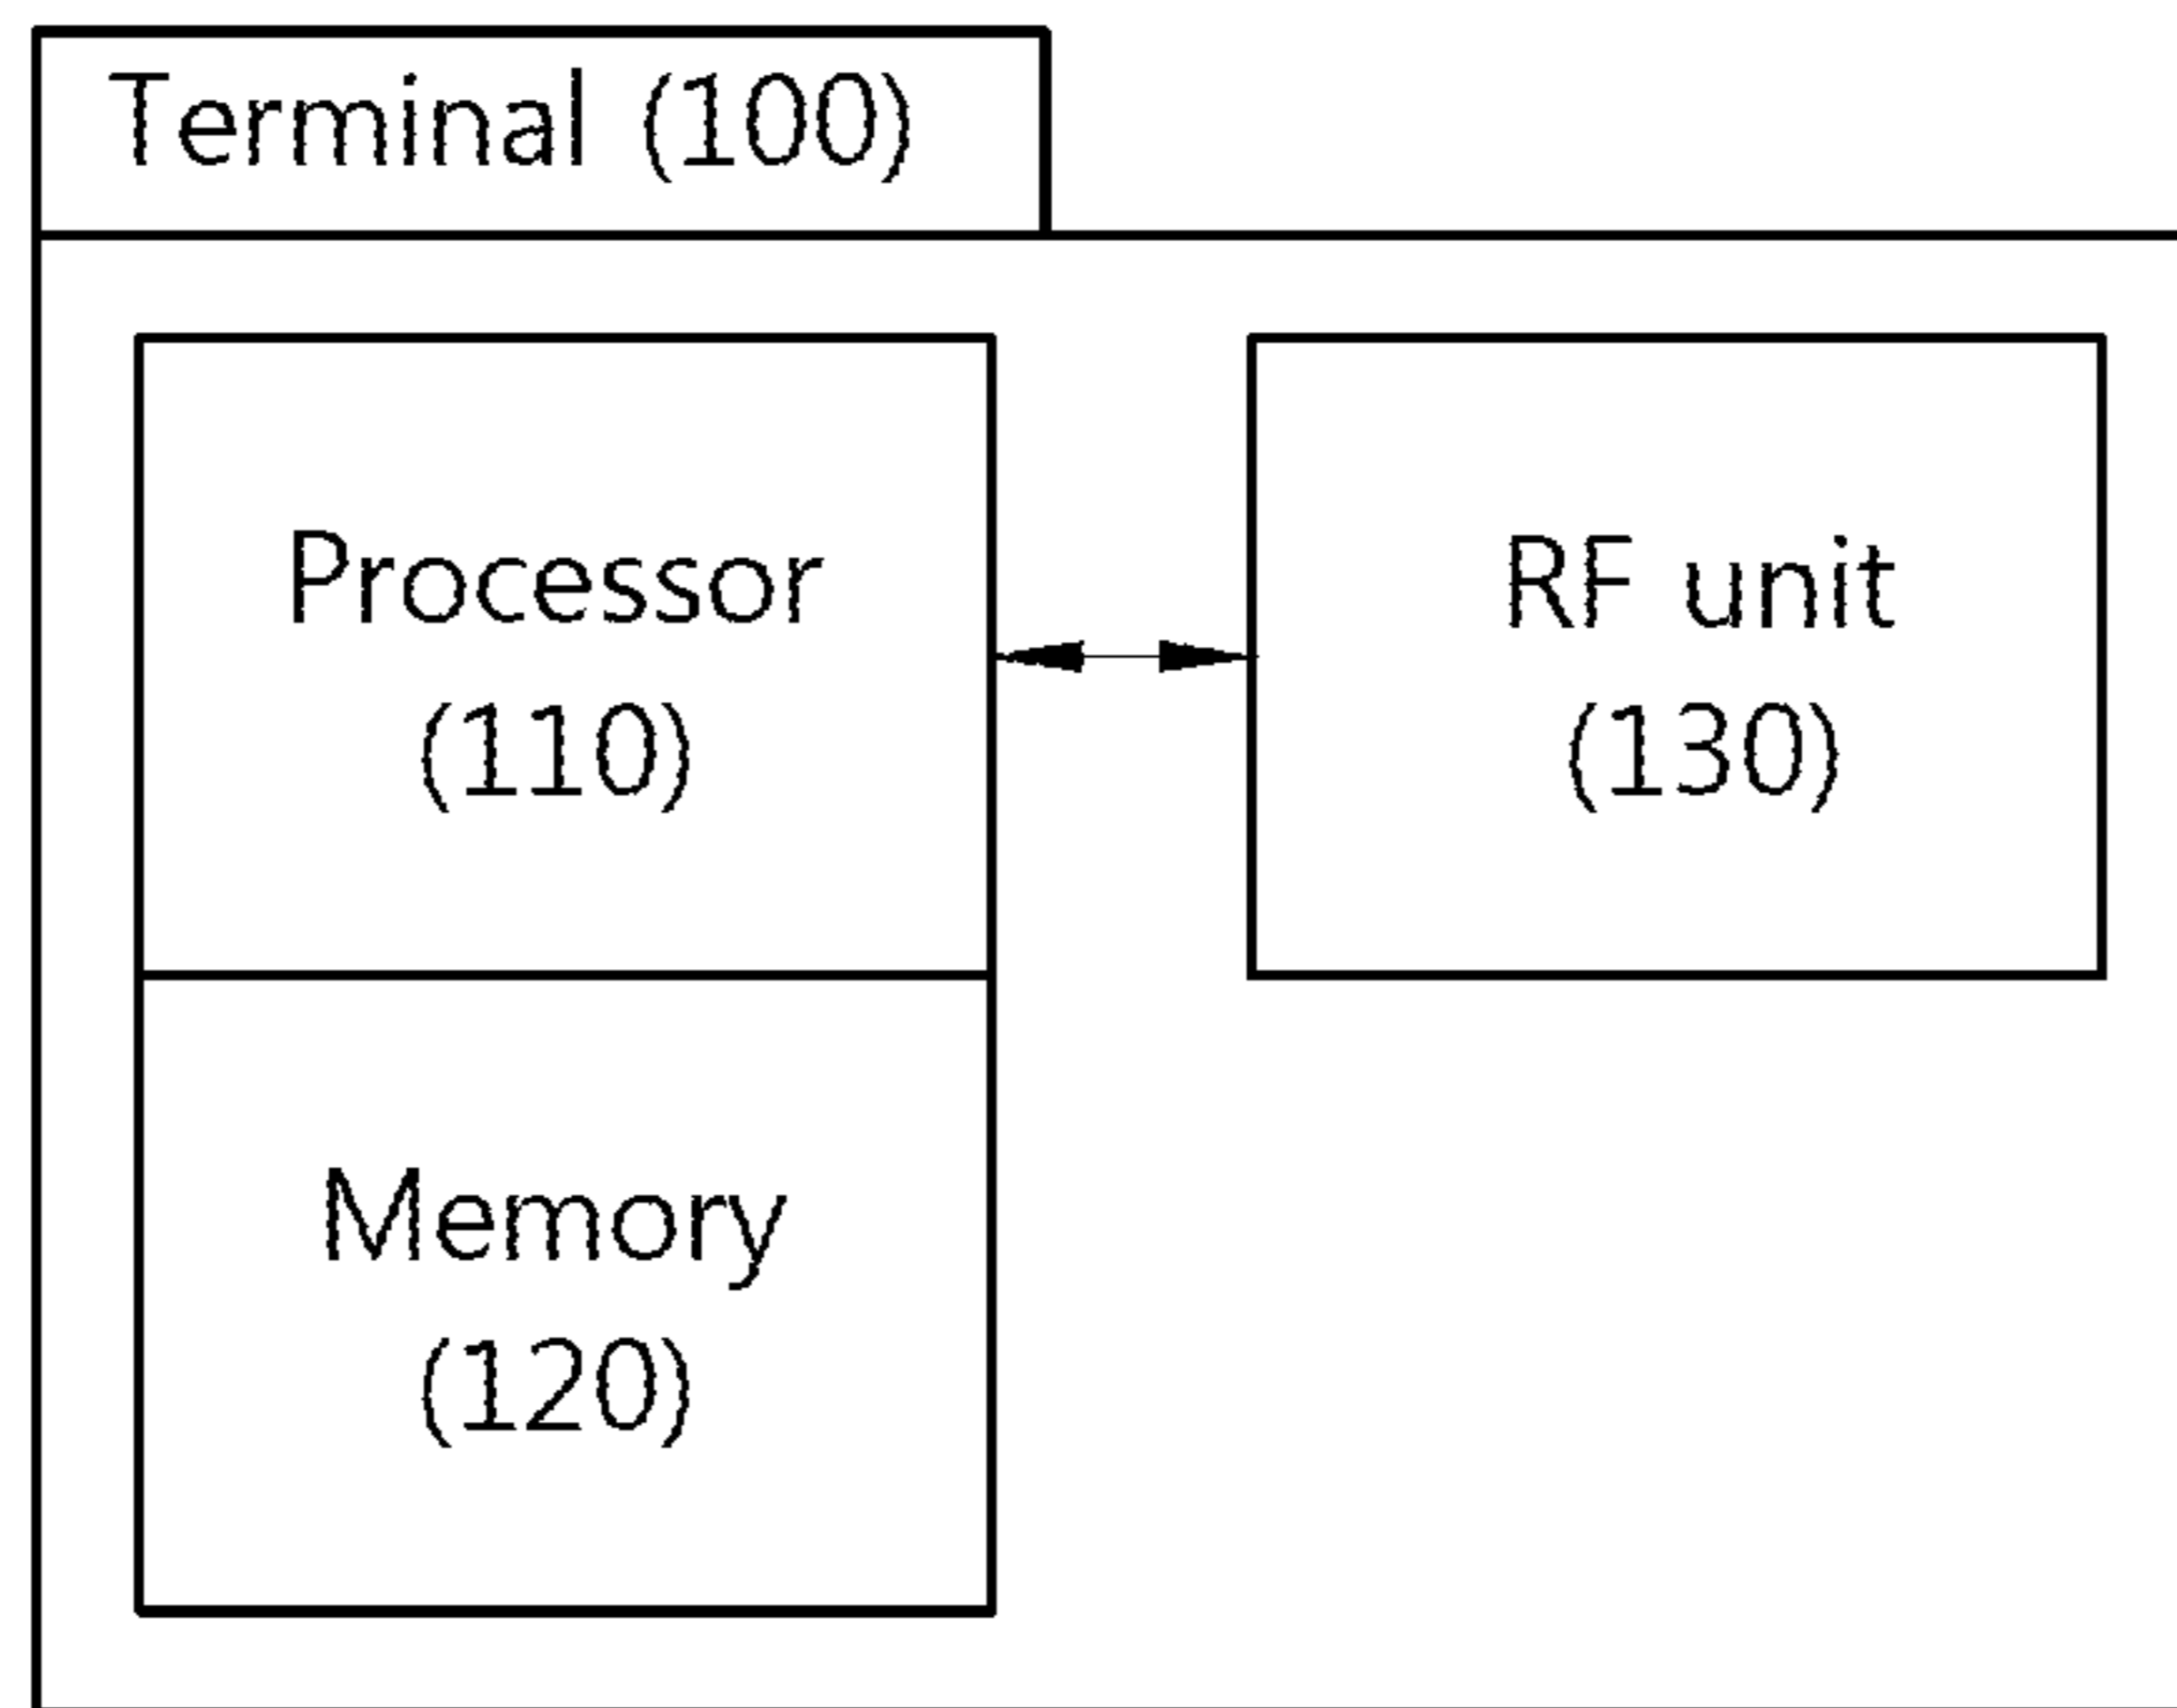 Terminal (100)
Processor
(110)
RF unit
(130)
Memory
(120)